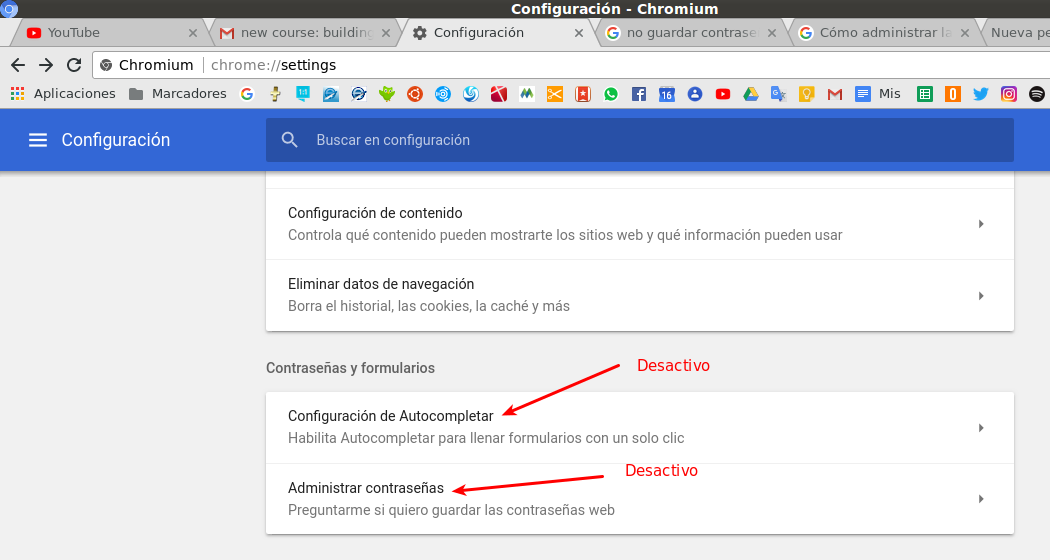 Configuración - Chromium
YouTube
new course: building
Configuración
no guardar contrase
Cómo administrar la
Nueva pe
Chromium
chrome://settings
Aplicaciones
Marcadores
1:1
16
Mis
Configuración
Buscar en configuración
Configuración de contenido
Controla qué contenido pueden mostrarte los sitios web y qué información pueden usar
Eliminar datos de navegación
Borra el historial, las cookies, la caché y más
Contraseñas y formularios
Desactivo
Configuración de Autocompletar
Habilita Autocompletar para llenar formularios con un solo clic
Desactivo
Administrar contraseñas
Preguntarme si quiero guardar las contraseñas web